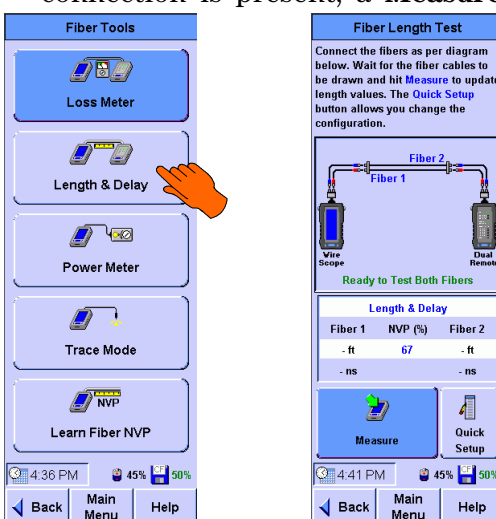 connection is present, a Measure
Fiber Tools
Loss Meter
Length & Delay
Power Meter
Trace Mode
NVP
Learn Fiber NVP
4:36 PM 45% CF 50%
Back Main Menu Help
Fiber Length Test
Connect the fibers as per diagram
below. Wait for the fiber cables to
be drawn and hit Measure to update
length values. The Quick Setup
button allows you change the
configuration.
Fiber 2
Fiber 1
Wire Scope
Dual Remote
Ready to Test Both Fibers
Length & Delay
Fiber 1 NVP (%) Fiber 2
- ft 67 - ft
- ns - ns
Measure
Quick Setup
4:41 PM 45% CF 50%
Back Main Menu Help